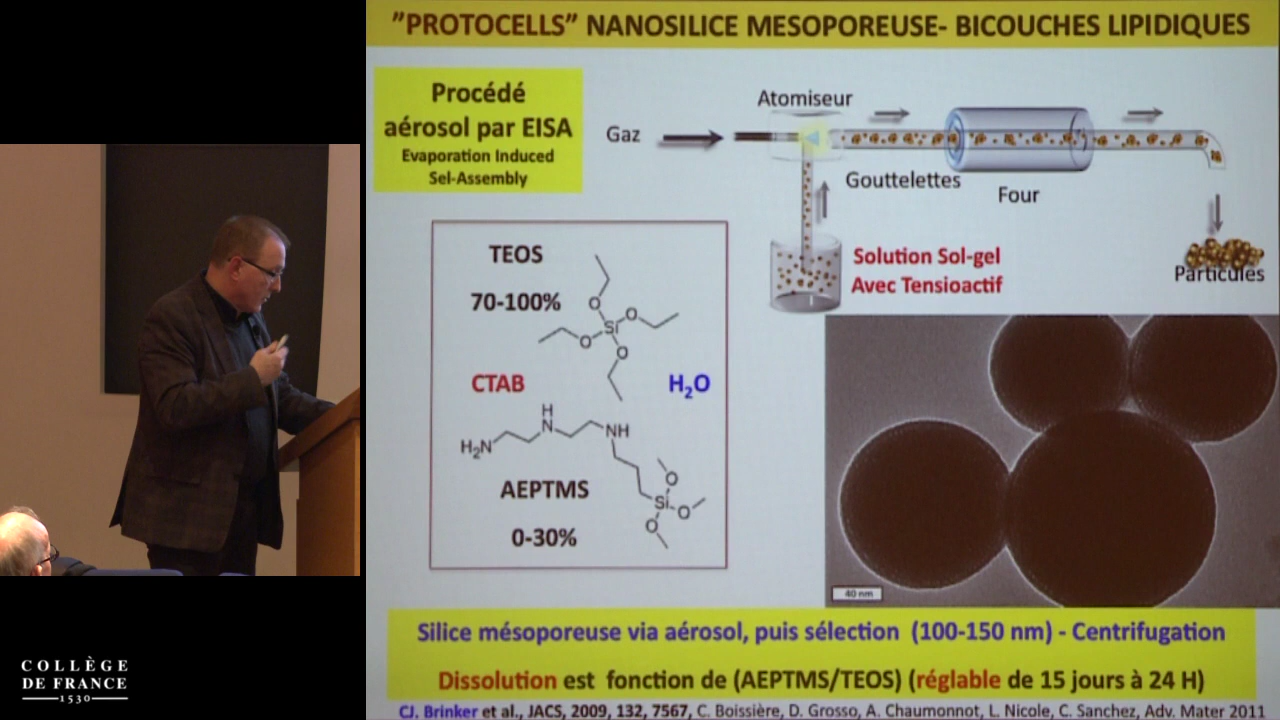 ”PROTOCELLS” NANOSILICE MESOPOREUSE- BICOUCHES LIPIDIQUES
Procédé
aérosol par EISA
Evaporation Induced
Sel-Assembly
Atomiseur
Gaz
Gouttelettes
Four
Solution Sol-gel
Avec Tensioactif
Particules
TEOS
70-100%
O
O
Si
O
O
CTAB
H₂O
H
N
H₂N
NH
AEPTMS
O
Si
O
O
0-30%
40 nm
Silice mésoporeuse via aérosol, puis sélection (100-150 nm) - Centrifugation
Dissolution est fonction de (AEPTMS/TEOS) (réglable de 15 jours à 24 H)
CJ. Brinker et al., JACS, 2009, 132, 7567, C. Boissière, D. Grosso, A. Chaumonnot, L. Nicole, C. Sanchez, Adv. Mater 2011
COLLÈGE
DE FRANCE
1530